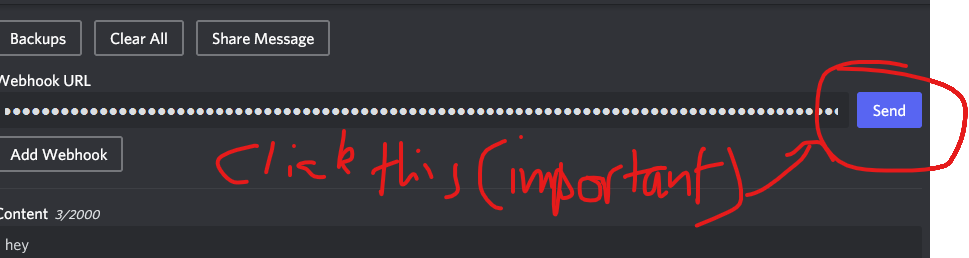 Backups Clear All Share Message
Webhook URL
Send
Add Webhook
Click this (important)
Content 3/2000
hey